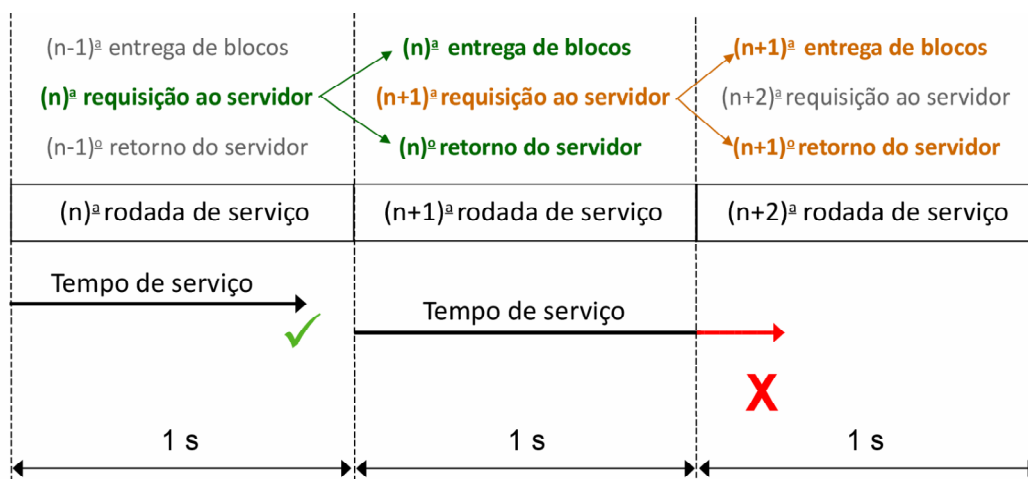 (n-1)ª entrega de blocos
(n)ª entrega de blocos
(n+1)ª entrega de blocos
(n)ª requisição ao servidor
(n+1)ª requisição ao servidor
(n+2)ª requisição ao servidor
(n-1)º retorno do servidor
(n)º retorno do servidor
(n+1)º retorno do servidor
(n)ª rodada de serviço
(n+1)ª rodada de serviço
(n+2)ª rodada de serviço
Tempo de serviço
Tempo de serviço
X
1 s
1 s
1 s